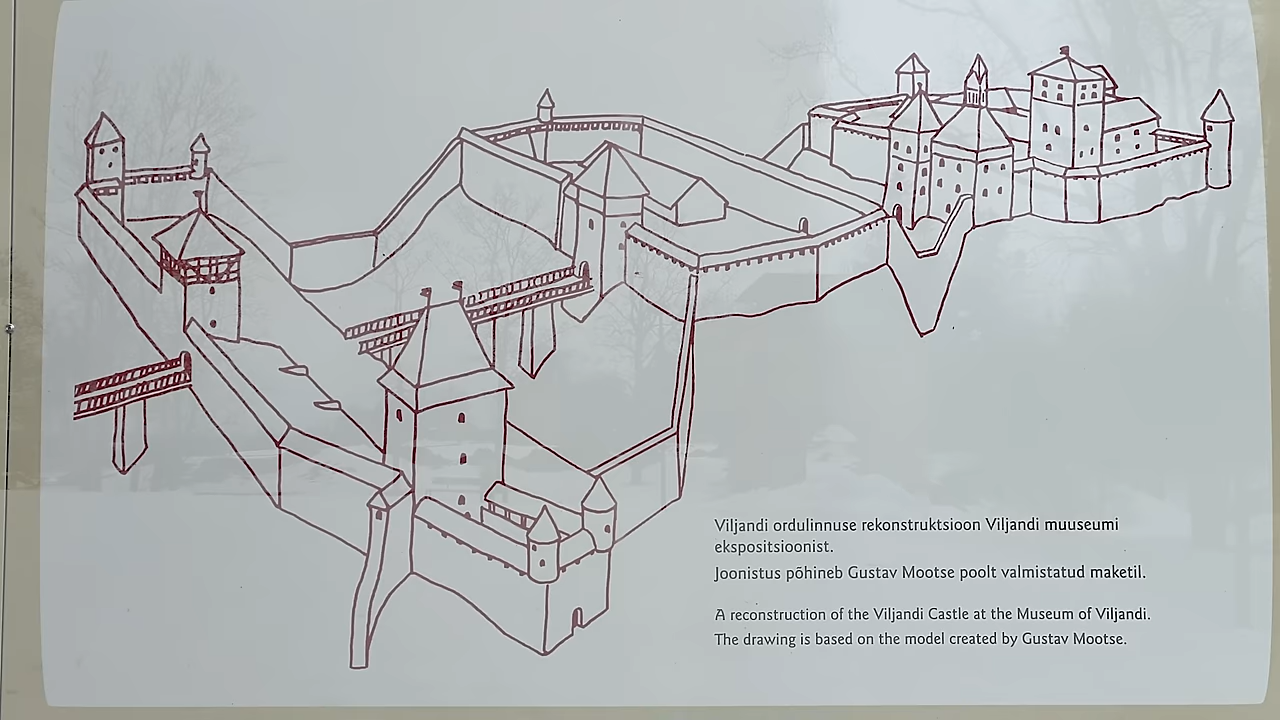 Viljandi ordulinnuse rekonstruktsioon Viljandi muuseumi
ekspositsioonist.
Joonistus põhineb Gustav Mootse poolt valmistatud maketil.
A reconstruction of the Viljandi Castle at the Museum of Viljandi.
The drawing is based on the model created by Gustav Mootse.